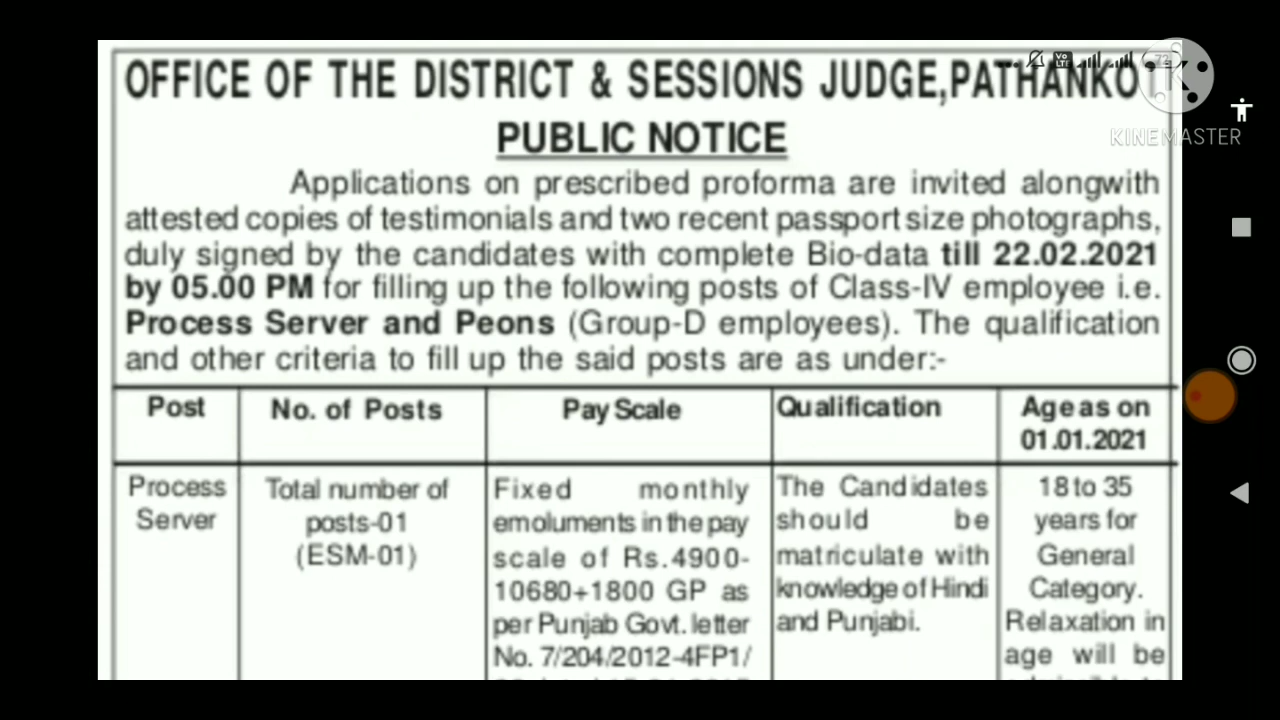 OFFICE OF THE DISTRICT & SESSIONS JUDGE,PATHANKO
PUBLIC NOTICE
Applications on prescribed proforma are invited alongwith
attested copies of testimonials and two recent passport size photographs,
duly signed by the candidates with complete Bio-data till 22.02.2021
by 05.00 PM for filling up the following posts of Class-IV employee i.e.
Process Server and Peons (Group-D employees). The qualification
and other criteria to fill up the said posts are as under:-
Post
No. of Posts
Pay Scale
Qualification
Age as on
01.01.2021
Process
Server
Total number of
posts-01
(ESM-01)
Fixed monthly
emoluments in the pay
scale of Rs.4900-
10680+1800 GP as
per Punjab Govt. letter
No. 7/204/2012-4FP1/
The Candidates
should be
matriculate with
knowledge of Hindi
and Punjabi.
18 to 35
years for
General
Category.
Relaxation in
age will be
72
K
KINEMASTER